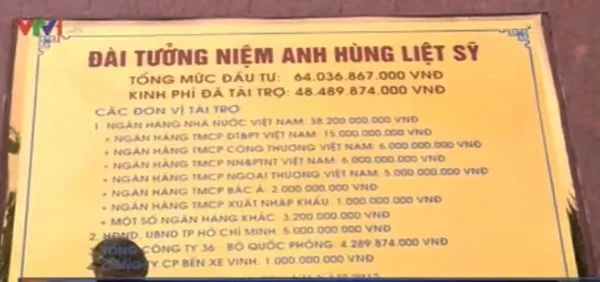 VTV1
ĐÀI TƯỞNG NIỆM ANH HÙNG LIỆT SỸ
TỔNG MỨC ĐẦU TƯ: 64.036.867.000 VNĐ
KINH PHÍ ĐÃ TÀI TRỢ: 48.489.874.000 VNĐ
CÁC ĐƠN VỊ TÀI TRỢ:
1. NGÂN HÀNG NHÀ NƯỚC VIỆT NAM: 38.200.000.000 VNĐ
+ NGÂN HÀNG TMCP ĐT&PT VIỆT NAM: 15.000.000.000 VNĐ
+ NGÂN HÀNG TMCP CÔNG THƯƠNG VIỆT NAM: 6.000.000.000 VNĐ
+ NGÂN HÀNG TMCP NN&PTNT VIỆT NAM: 6.000.000.000 VNĐ
+ NGÂN HÀNG TMCP NGOẠI THƯƠNG VIỆT NAM: 5.000.000.000 VNĐ
+ NGÂN HÀNG TMCP BẮC Á: 2.000.000.000 VNĐ
+ NGÂN HÀNG TMCP XUẤT NHẬP KHẨU: 1.000.000.000 VNĐ
+ MỘT SỐ NGÂN HÀNG KHÁC: 3.200.000.000 VNĐ
2. HĐND, UBND TP HỒ CHÍ MINH: 5.000.000.000 VNĐ
TỔNG CÔNG TY 36 - BỘ QUỐC PHÒNG: 4.289.874.000 VNĐ
CP BẾN XE VINH: 1.000.000.000 VNĐ